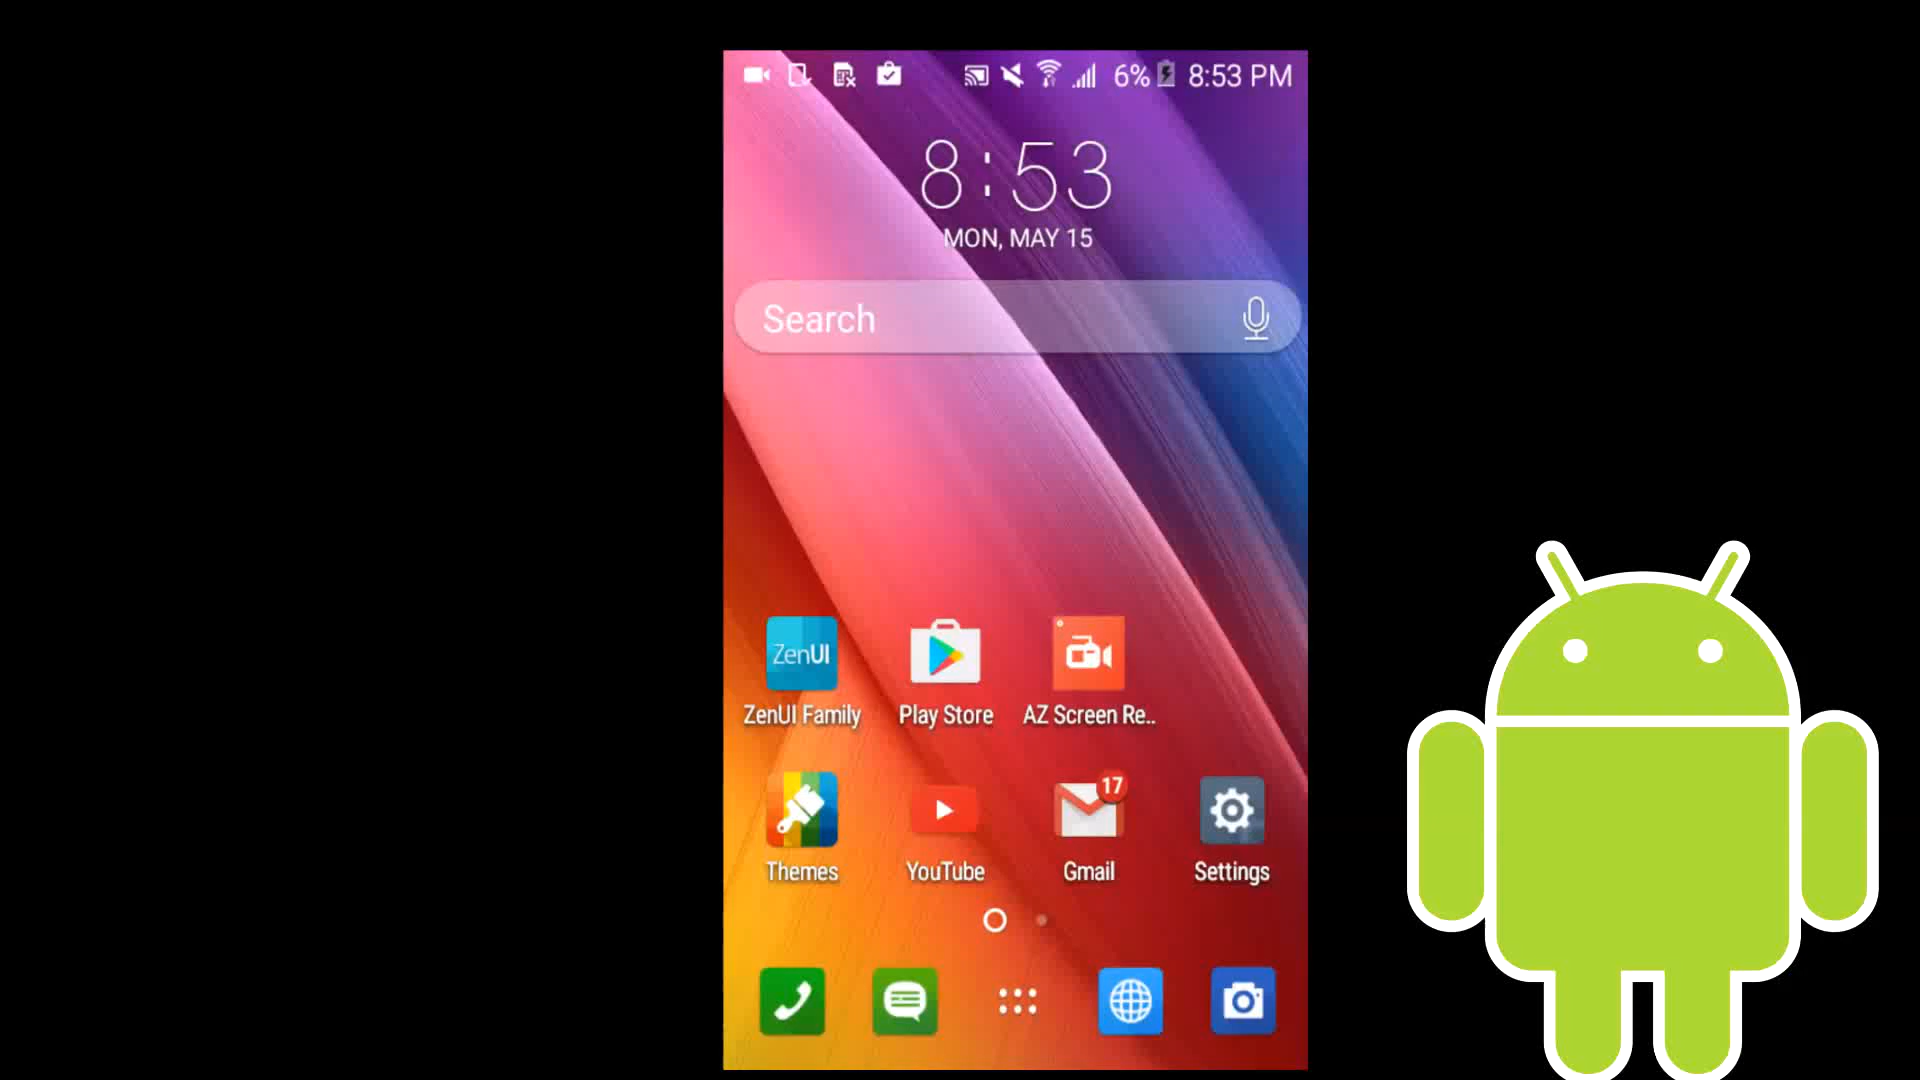 6% 8:53 PM
8:53
MON, MAY 15
Search
ZenUI
ZenUI Family Play Store AZ Screen Re..
17
Themes YouTube Gmail Settings